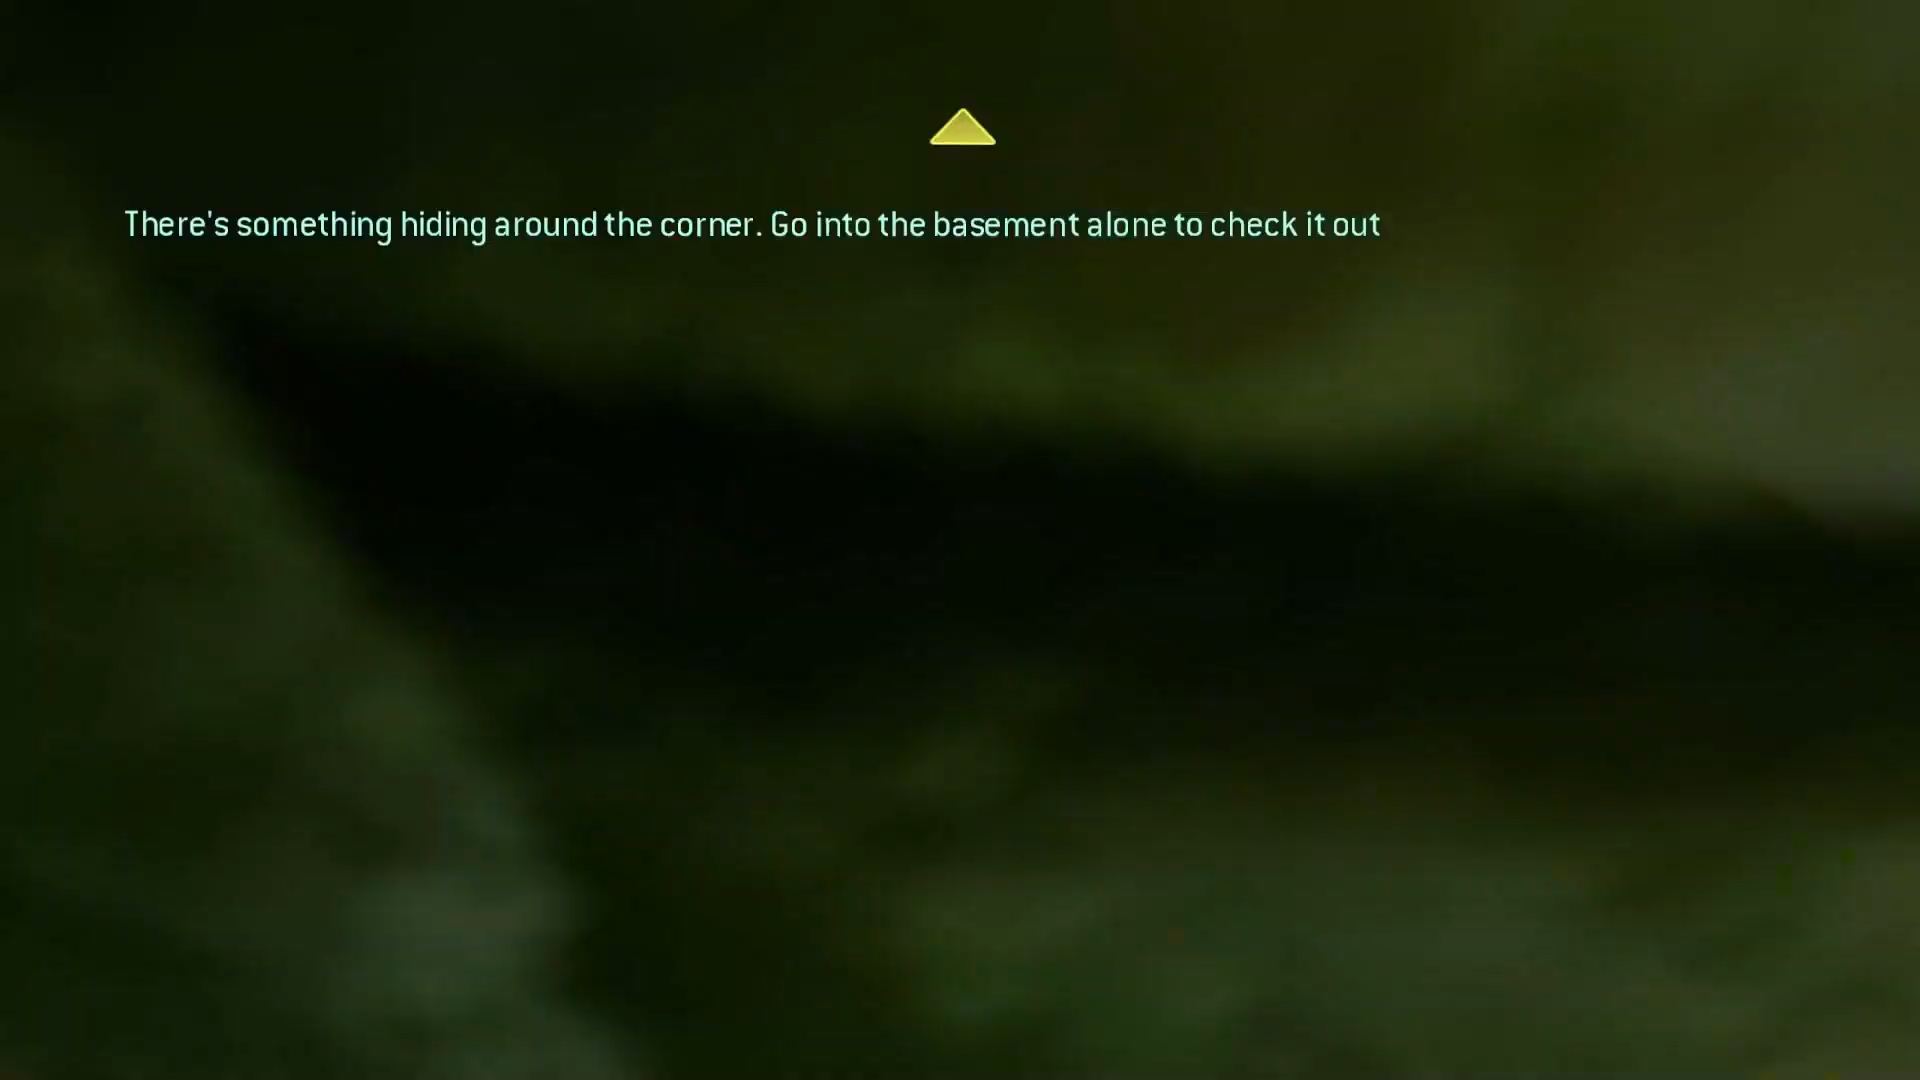 There's something hiding around the corner. Go into the basement alone to check it out